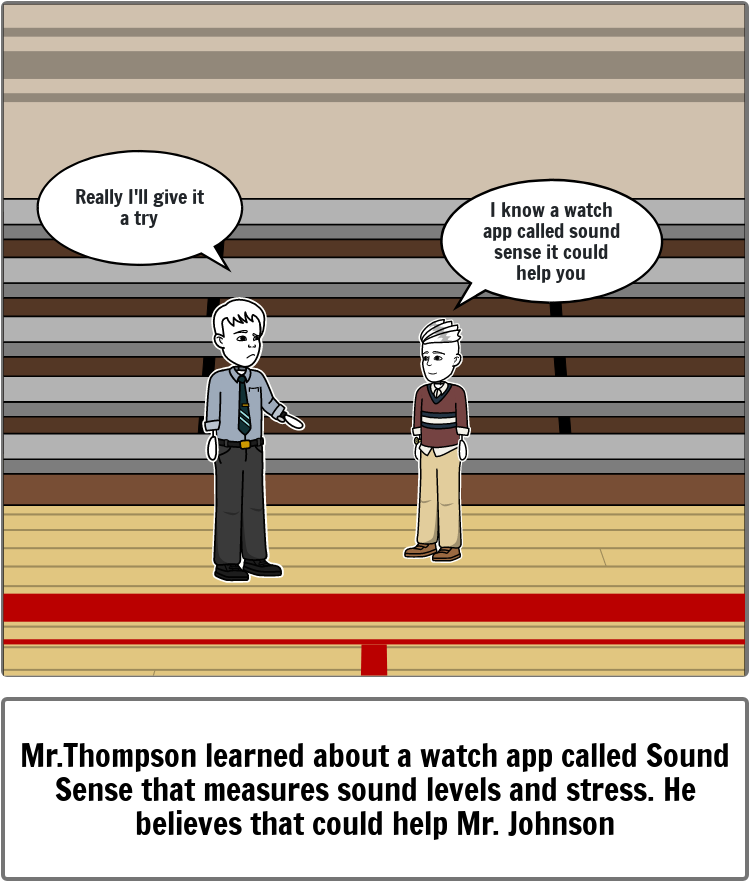 Really I'll give it
a try
I know a watch
app called sound
sense it could
help you
Mr.Thompson learned about a watch app called Sound
Sense that measures sound levels and stress. He
believes that could help Mr. Johnson